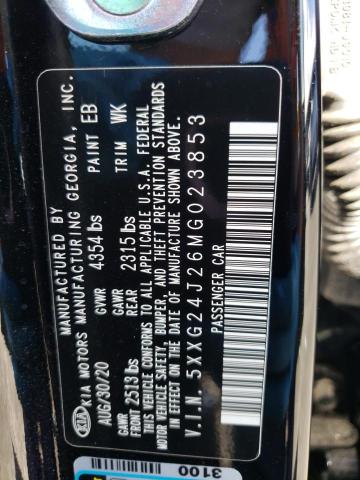 MANUFACTURED BY
KIA KIA MOTORS MANUFACTURING GEORGIA, INC.
AUG/30/20 GVWR 4354 lbs PAINT EB
GAWR FRONT 2513 lbs GAWR REAR 2315 lbs TRIM WK
THIS VEHICLE CONFORMS TO ALL APPLICABLE U.S.A. FEDERAL
MOTOR VEHICLE SAFETY, BUMPER, AND THEFT PREVENTION STANDARDS
IN EFFECT ON THE DATE OF MANUFACTURE SHOWN ABOVE.
V.I.N. 5XXG24J26MG023853
PASSENGER CAR
3100